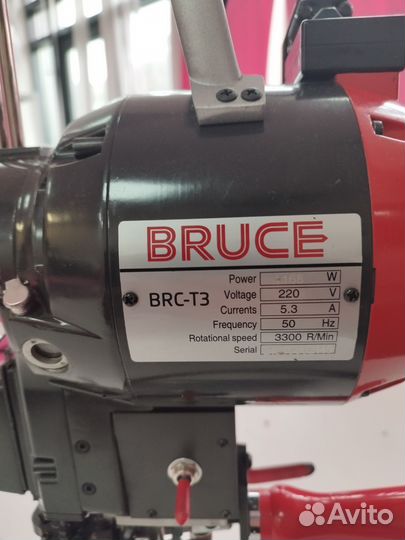 BRUCE
BRC-T3
Power W
Voltage 220 V
Currents 5.3 A
Frequency 50 Hz
Rotational speed 3300 R/Min
Serial
Avito